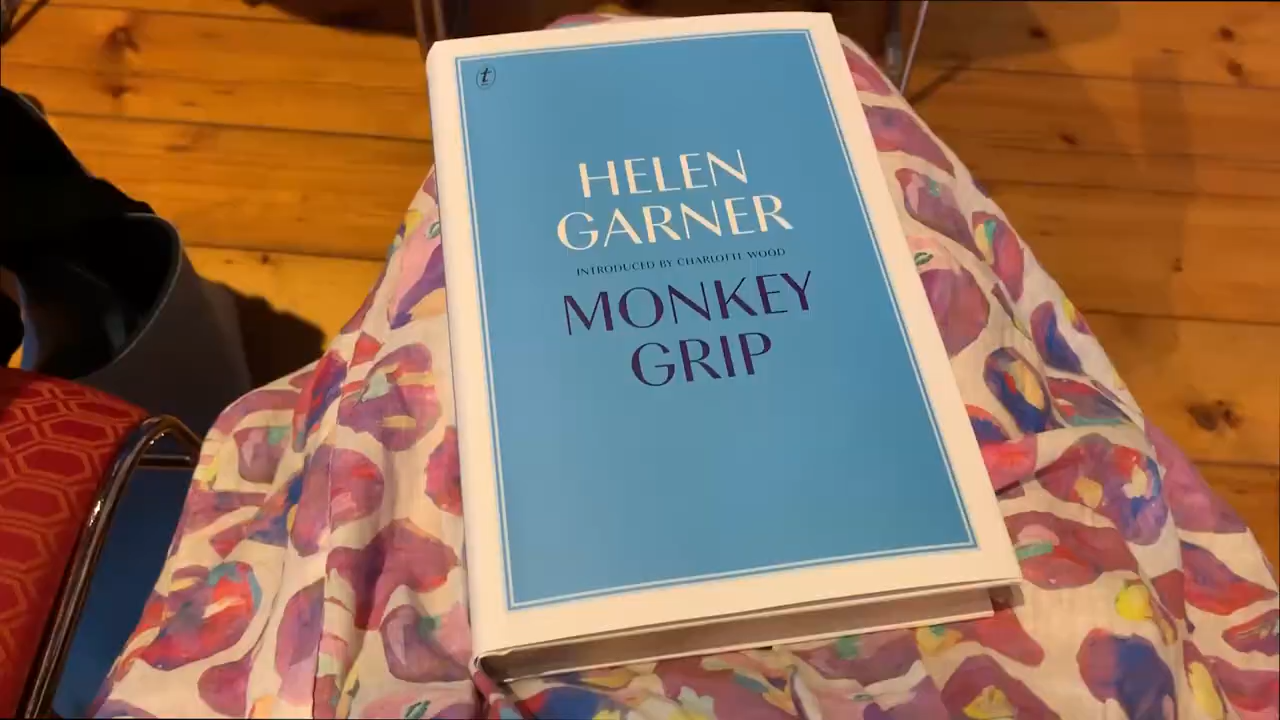 t
HELEN
GARNER
INTRODUCED BY CHARLOTTE WOOD
MONKEY
GRIP